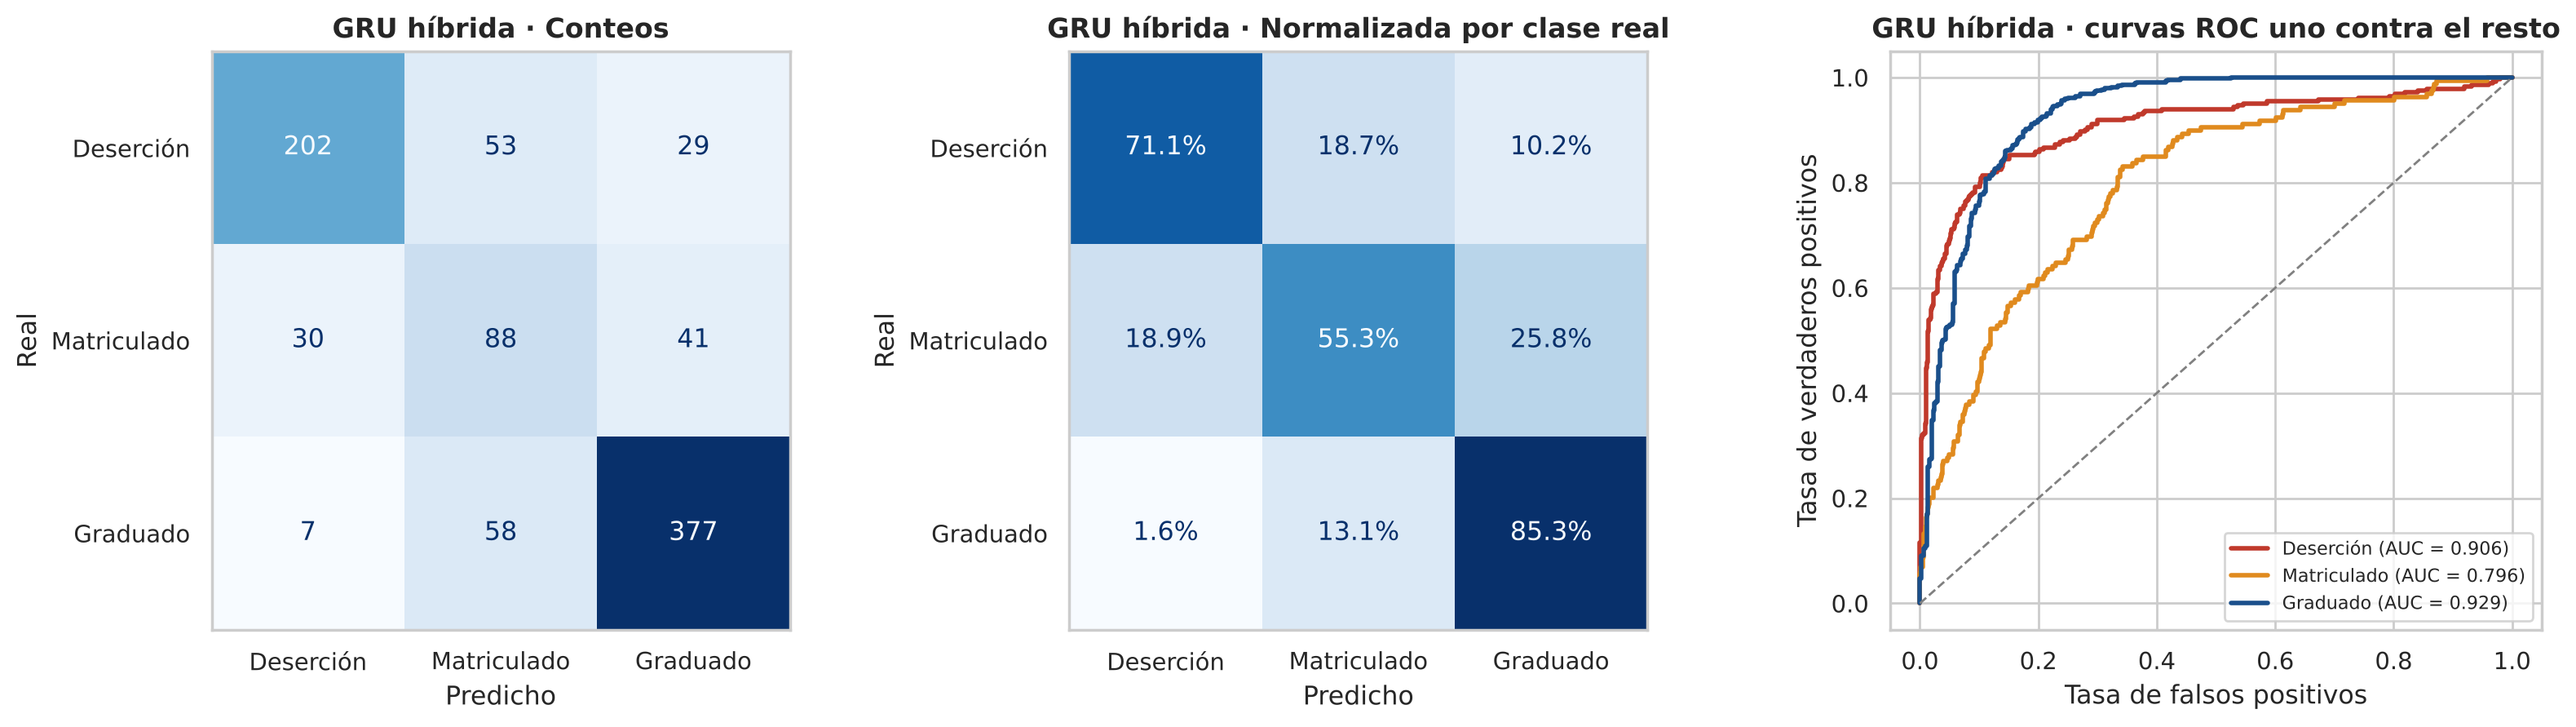 GRU híbrida · Conteos
Real
Deserción
202 53 29
Matriculado
30 88 41
Graduado
7 58 377
Deserción Matriculado Graduado
Predicho
GRU híbrida · Normalizada por clase real
Real
Deserción
71.1% 18.7% 10.2%
Matriculado
18.9% 55.3% 25.8%
Graduado
1.6% 13.1% 85.3%
Deserción Matriculado Graduado
Predicho
GRU híbrida · curvas ROC uno contra el resto
Tasa de verdaderos positivos
1.0
0.8
0.6
0.4
0.2
0.0
Deserción (AUC = 0.906)
Matriculado (AUC = 0.796)
Graduado (AUC = 0.929)
0.0 0.2 0.4 0.6 0.8 1.0
Tasa de falsos positivos